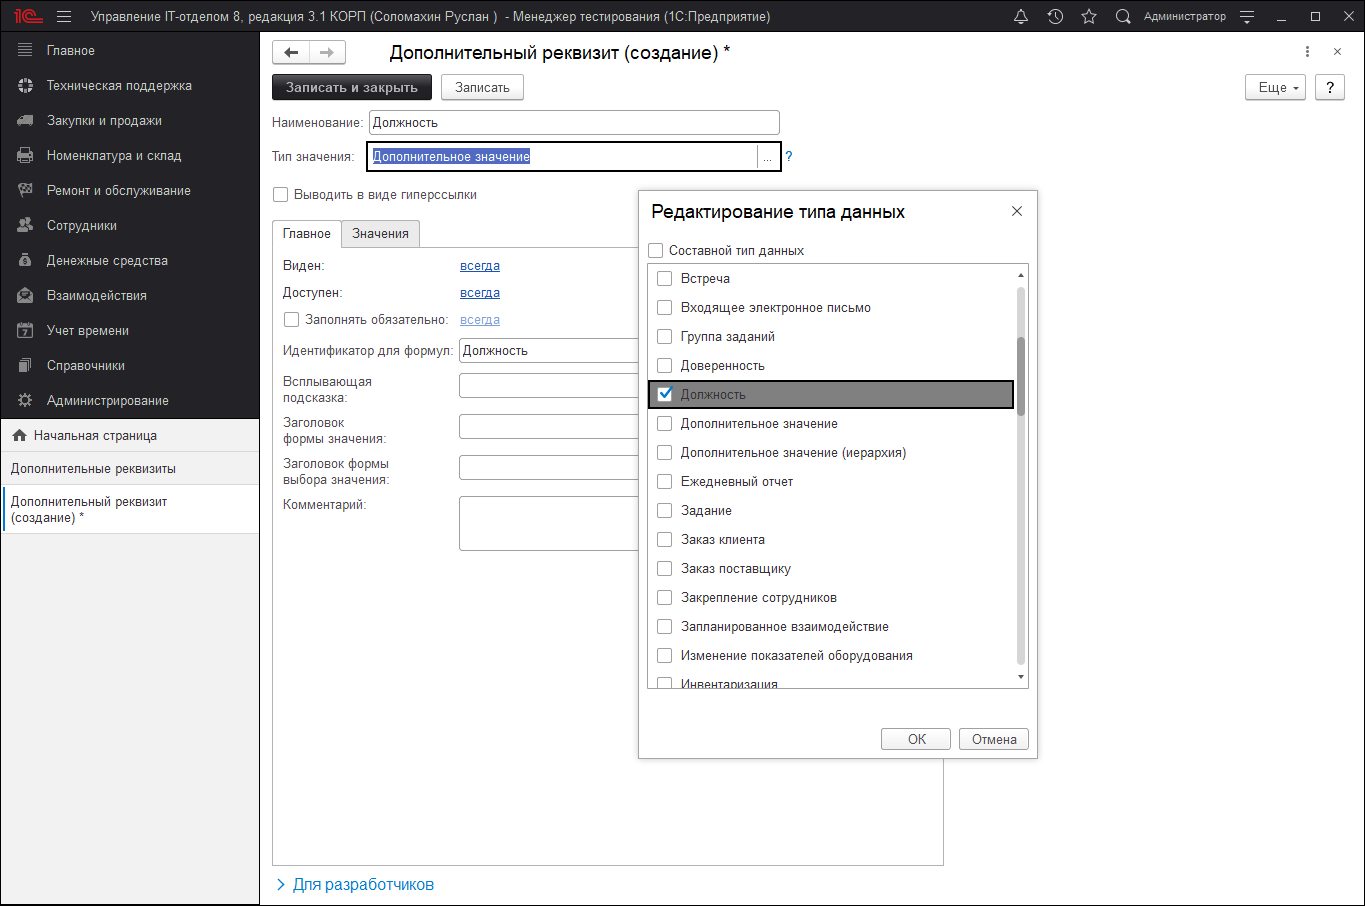 Управление IT-отделом 8, редакция 3.1 КОРП (Соломахин Руслан ) - Менеджер тестирования (1С:Предприятие)
Администратор
Главное
Техническая поддержка
Закупки и продажи
Номенклатура и склад
Ремонт и обслуживание
Сотрудники
Денежные средства
Взаимодействия
Учет времени
Справочники
Администрирование
Начальная страница
Дополнительные реквизиты
Дополнительный реквизит
(создание) *
Дополнительный реквизит (создание) *
Записать и закрыть
Записать
Еще
?
Наименование: Должность
Тип значения: Дополнительное значение ... ?
Выводить в виде гиперссылки
Главное
Значения
Виден: всегда
Доступен: всегда
Заполнять обязательно: всегда
Идентификатор для формул: Должность
Всплывающая
подсказка:
Заголовок
формы значения:
Заголовок формы
выбора значения:
Комментарий:
Для разработчиков
Редактирование типа данных
Составной тип данных
Встреча
Входящее электронное письмо
Группа заданий
Доверенность
Должность
Дополнительное значение
Дополнительное значение (иерархия)
Ежедневный отчет
Задание
Заказ клиента
Заказ поставщику
Закрепление сотрудников
Запланированное взаимодействие
Изменение показателей оборудования
Инвентаризация
ОК
Отмена